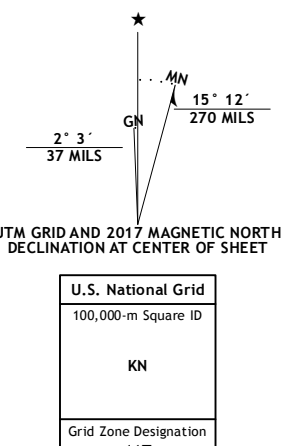 ★
MN
15° 12´
270 MILS
GN
2° 3´
37 MILS
UTM GRID AND 2017 MAGNETIC NORTH
DECLINATION AT CENTER OF SHEET
U.S. National Grid
100,000-m Square ID
KN
Grid Zone Designation